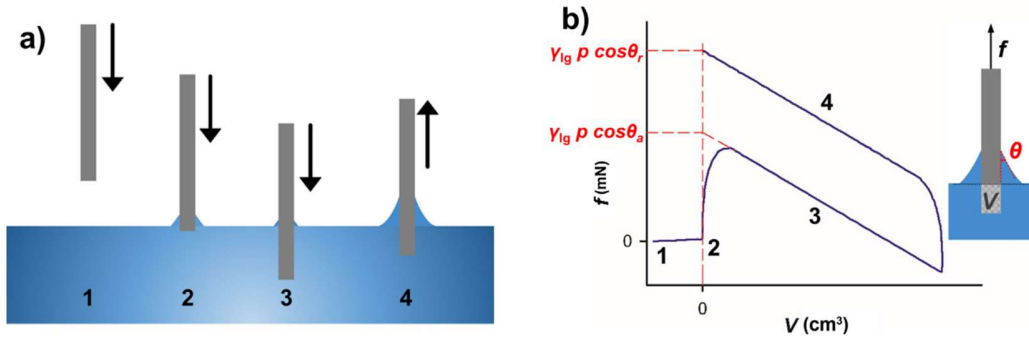 a)
1
2
3
4
b)
γlg p cosθr
γlg p cosθa
f (mN)
0
1
2
3
4
0
V (cm³)
f
θ
V